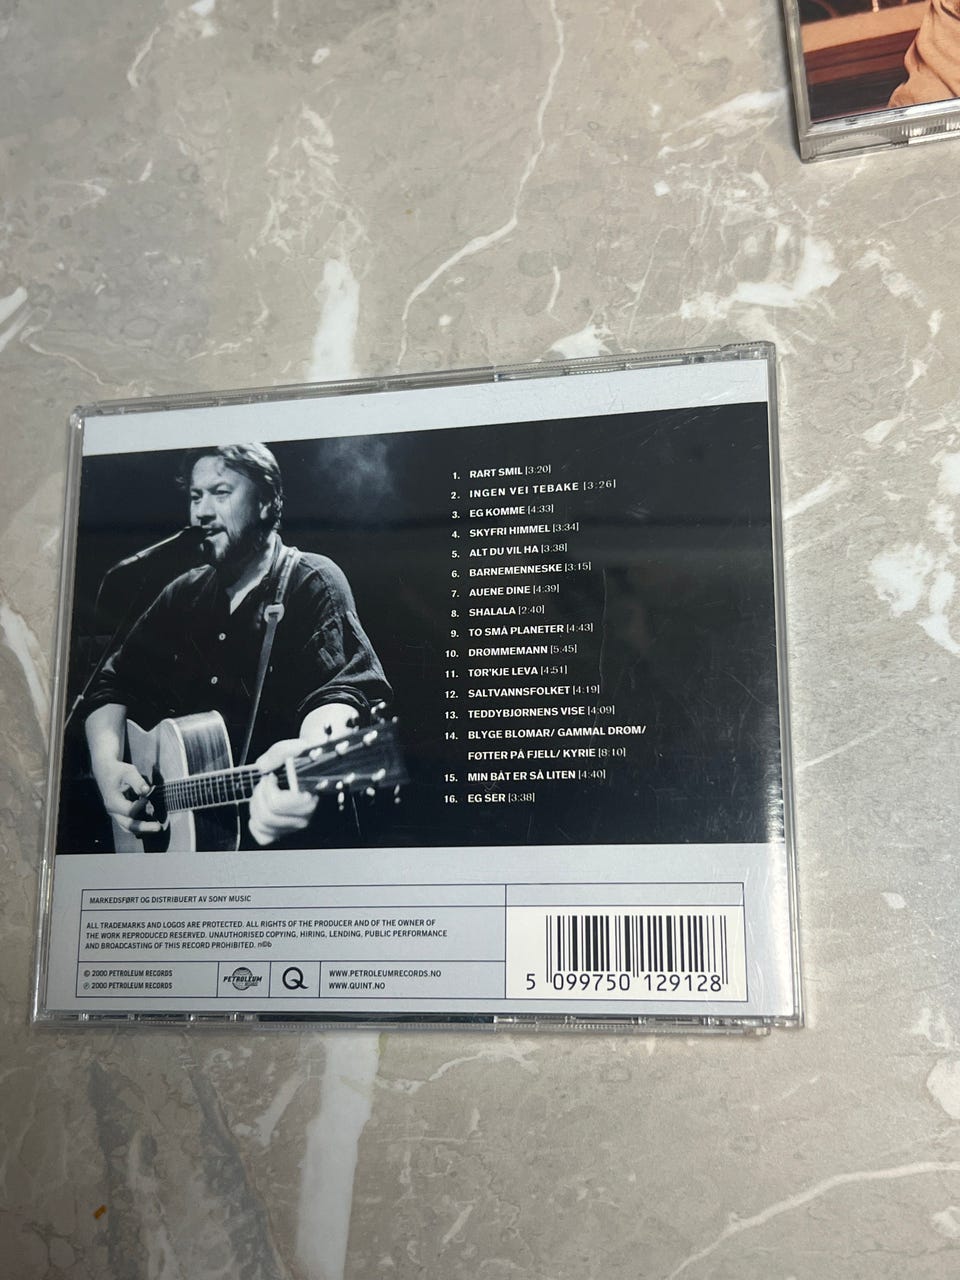 1. RART SMIL [3:20]
2. INGEN VEI TEBAKE [3:26]
3. EG KOMME [4:33]
4. SKYFRI HIMMEL [3:34]
5. ALT DU VIL HA [3:38]
6. BARNEMENNESKE [3:15]
7. AUENE DINE [4:39]
8. SHALALA [2:40]
9. TO SMÅ PLANETER [4:43]
10. DRØMMEMANN [5:45]
11. TØR'KJE LEVA [4:51]
12. SALTVANNSFOLKET [4:19]
13. TEDDYBJØRNENS VISE [4:09]
14. BLYGE BLOMAR/ GAMMAL DRØM/
FØTTER PÅ FJELL/ KYRIE [8:10]
15. MIN BÅT ER SÅ LITEN [4:40]
16. EG SER [3:38]
MARKEDSFØRT OG DISTRIBUERT AV SONY MUSIC
ALL TRADEMARKS AND LOGOS ARE PROTECTED. ALL RIGHTS OF THE PRODUCER AND OF THE OWNER OF
THE WORK REPRODUCED RESERVED. UNAUTHORISED COPYING, HIRING, LENDING, PUBLIC PERFORMANCE
AND BROADCASTING OF THIS RECORD PROHIBITED. n©b
© 2000 PETROLEUM RECORDS
℗ 2000 PETROLEUM RECORDS
PETROLEUM
RECORDS
Q
WWW.PETROLEUMRECORDS.NO
WWW.QUINT.NO
5 099750 129128